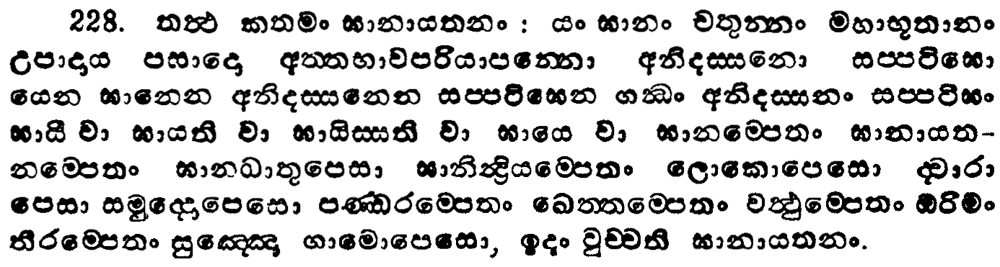 228. තත්‍ථ කතමං ඝානායතනං : යං ඝානං චතුන්නං මහාභූතානං
උපාදාය පසාදො අත්තභාවපරියාපන්නො අනිදස්සනො සප්පටිඝො
යෙන ඝානෙන අනිදස්සනෙන සප්පටිඝෙන ගන්‍ධං අනිදස්සනං සප්පටිඝං
ඝායි වා ඝායති වා ඝායිස්සති වා ඝායෙ වා ඝානම්පෙතං ඝානායත-
නම්පෙතං ඝානධාතුපෙසා ඝානින්‍ද්‍රියම්පෙතං ලොකොපෙසො ද්‍වාරා
පෙසා සමුද්දොපෙසො පණ්ඩරම්පෙතං ඛෙත්තම්පෙතං වත්‍ථුම්පෙතං ඔරිමං
තීරම්පෙතං සුඤ්ඤො ගාමොපෙසො, ඉදං වුච්චති ඝානායතනං.